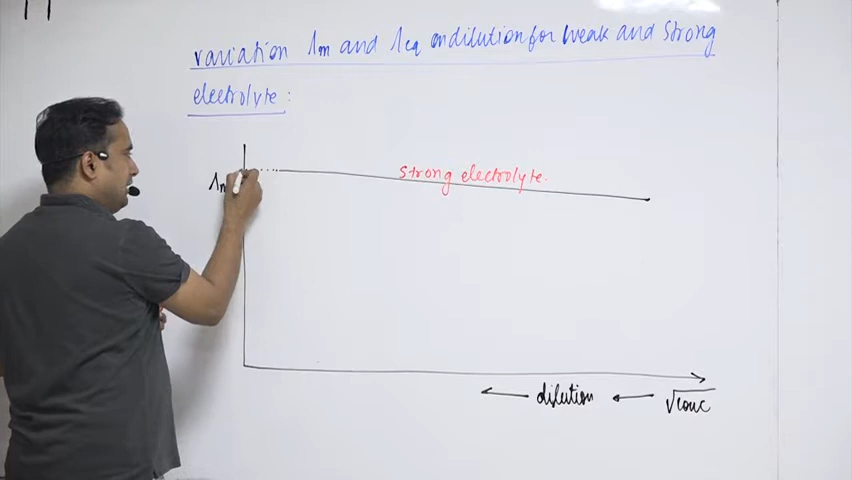 variation Λm and Λeq on dilution for weak and strong
electrolyte:
strong electrolyte.
Λm
← dilution ← √conc